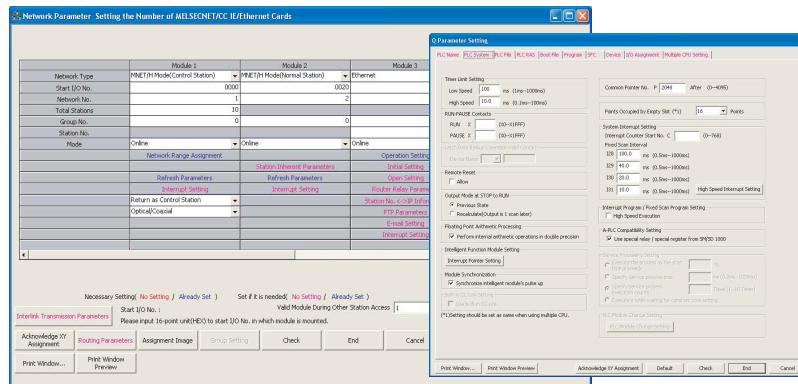 Network Parameter Setting the Number of MELSECNET/CC IE/Ethernet Cards
Module 1 Module 2 Module 3
Network Type MNET/H Mode(Control Station) MNET/H Mode(Normal Station) Ethernet
Start I/O No. 0000 0020
Network No. 1 2
Total Stations 10
Group No. 0 0
Station No.
Mode Online Online Online
Network Range Assignment Operation Setting
Station Inherent Parameters Initial Setting
Refresh Parameters Refresh Parameters Open Setting
Interrupt Setting Interrupt Setting Router Relay Parame
Return as Control Station Station No.<->IP Infor
Optical/Coaxial FTP Parameters
E-mail Setting
Interrupt Setting
Necessary Setting( No Setting / Already Set ) Set if it is needed( No Setting / Already Set )
Interlink Transmission Parameters Start I/O No. : Valid Module During Other Station Access 1
Please input 16-point unit(HEX) to start I/O No. in which module is mounted.
Acknowledge XY Assignment Routing Parameters Assignment Image Group Setting Check End Cancel
Print Window... Print Window Preview
Q Parameter Setting
PLC Name PLC System PLC File PLC RAS Boot File Program SFC Device I/O Assignment Multiple CPU Setting
Timer Limit Setting
Low Speed 100 ms (1ms--1000ms)
High Speed 10.0 ms (0.1ms--100ms)
RUN-PAUSE Contacts
RUN X (X0--X1FFF)
PAUSE X (X0--X1FFF)
Remote Reset
Allow
Output Mode at STOP to RUN
Previous State
Recalculate(Output is 1 scan later)
Floating Point Arithmetic Processing
Perform internal arithmetic operations in double precision
Intelligent Function Module Setting
Interrupt Pointer Setting
Module Synchronization
Synchronize intelligent module's pulse up
(*1)Setting should be set as same when using multiple CPU.
Common Pointer No. P 2048 After (0--4095)
Points Occupied by Empty Slot (*1) 16 Points
System Interrupt Setting
Interrupt Counter Start No. C (0--768)
Fixed Scan Interval
I28 100.0 ms (0.5ms--1000ms)
I29 40.0 ms (0.5ms--1000ms)
I30 20.0 ms (0.5ms--1000ms)
I31 10.0 ms (0.5ms--1000ms) High Speed Interrupt Setting
Interrupt Program / Fixed Scan Program Setting
High Speed Execution
A-PLC Compatibility Setting
Use special relay / special register from SM/SD 1000
Service Processing Setting
PLC Module Change Setting
PLC Module Change Setting
Print Window... Print Window Preview Acknowledge XY Assignment Default Check End Cancel